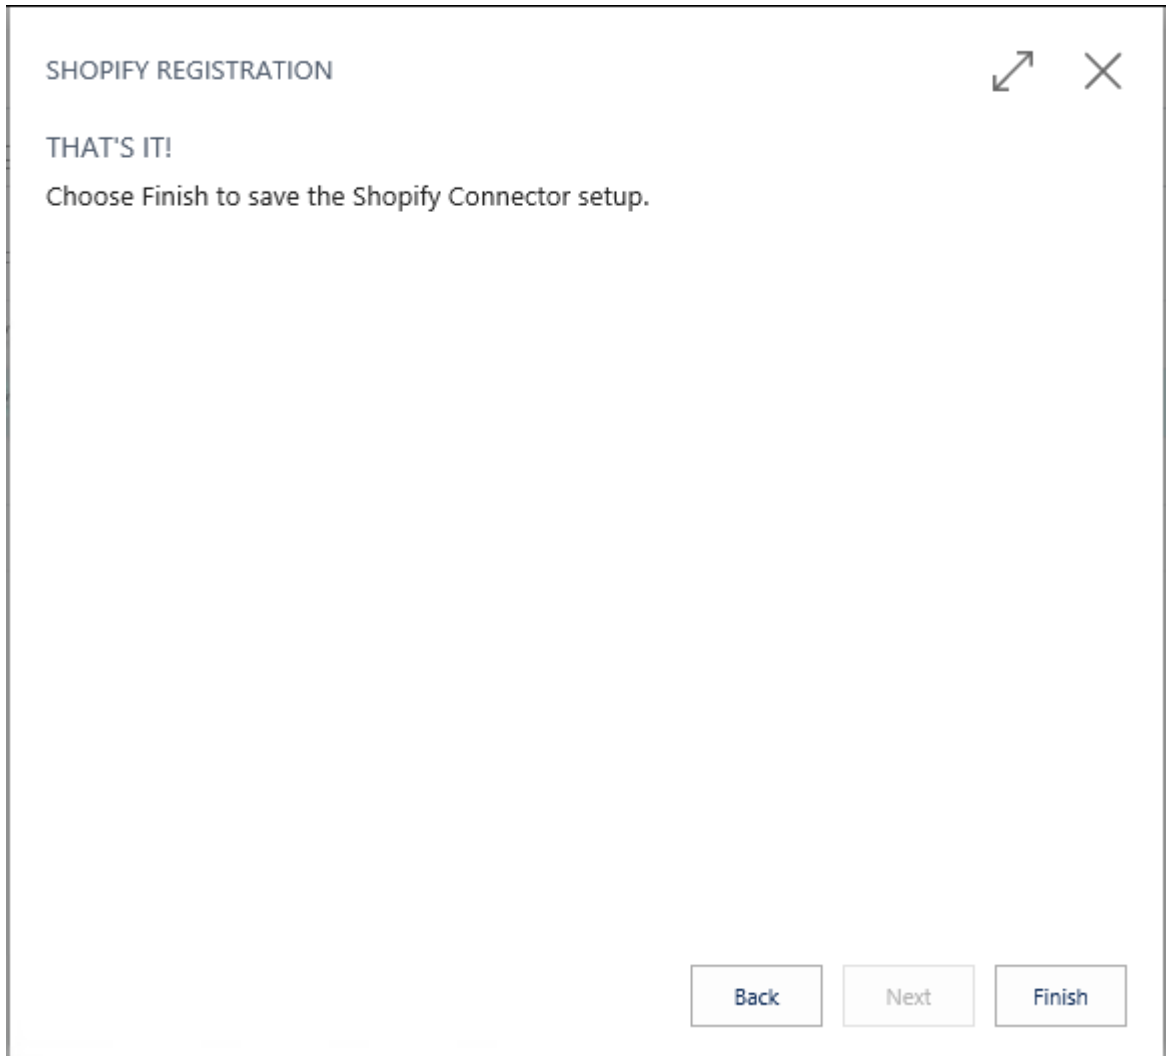 SHOPIFY REGISTRATION
THAT'S IT!
Choose Finish to save the Shopify Connector setup.
Back Next Finish